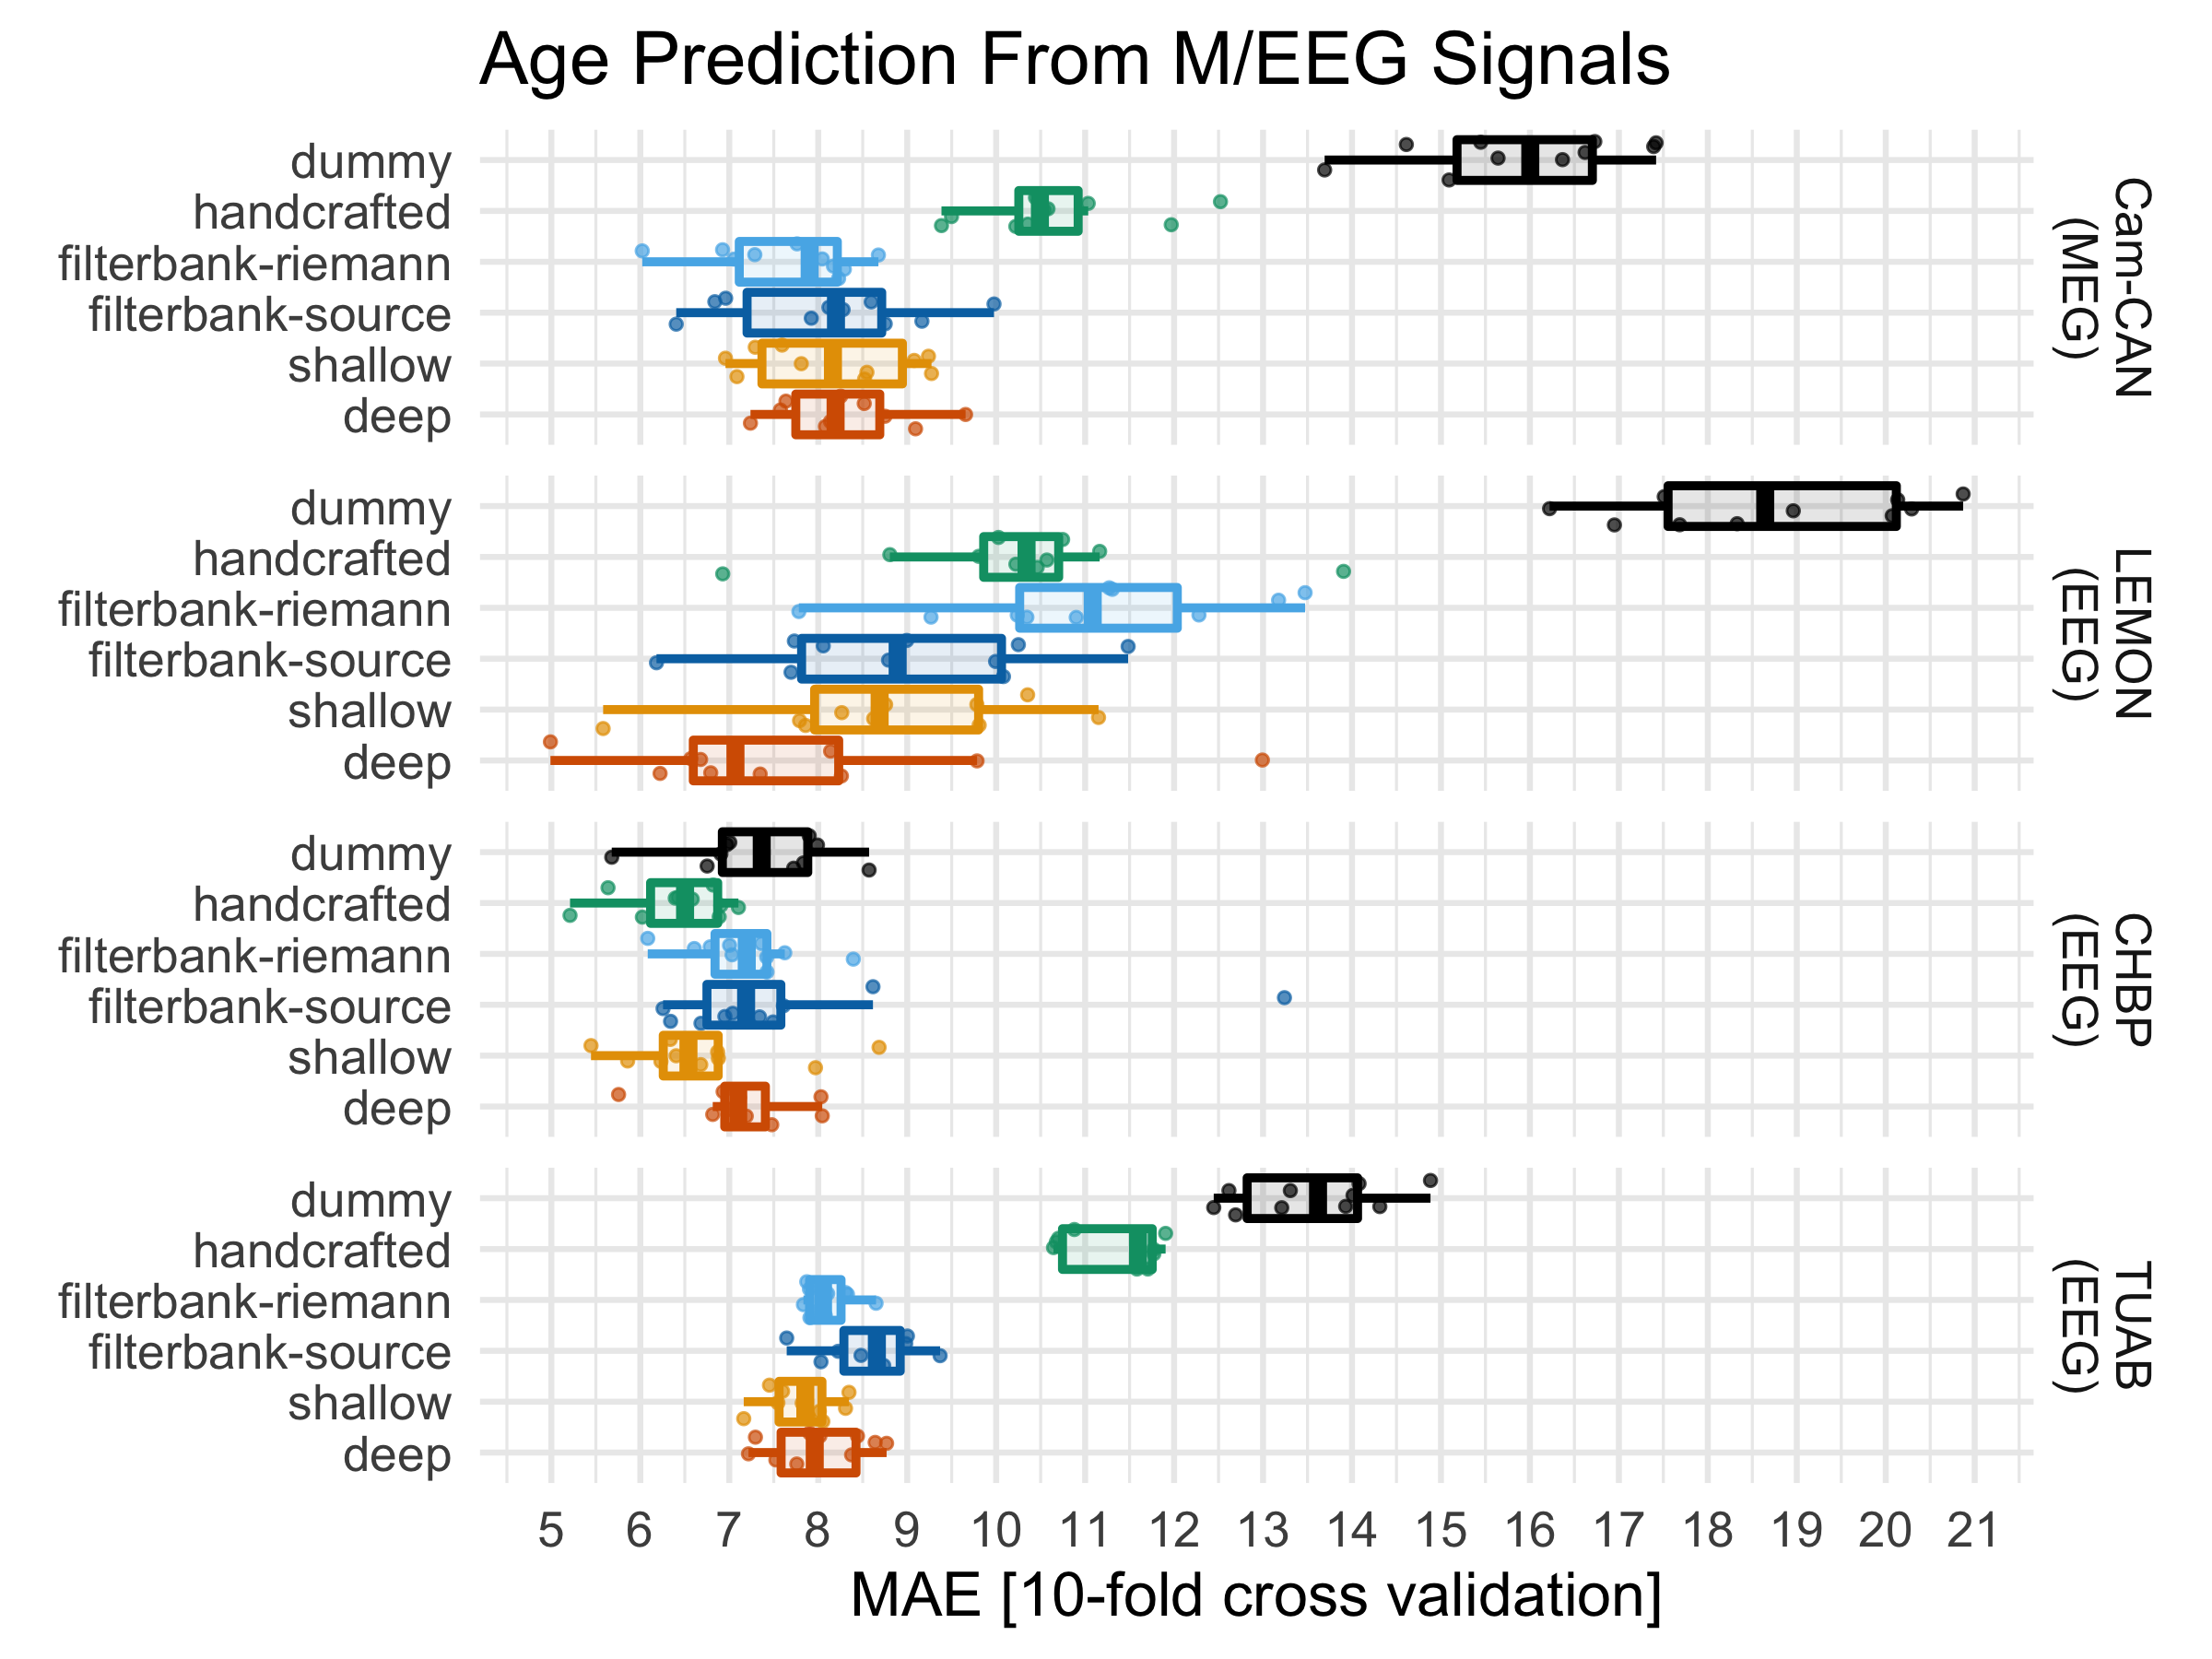 Age Prediction From M/EEG Signals
dummy
handcrafted
filterbank-riemann
filterbank-source
shallow
deep
Cam-CAN
(MEG)
dummy
handcrafted
filterbank-riemann
filterbank-source
shallow
deep
LEMON
(EEG)
dummy
handcrafted
filterbank-riemann
filterbank-source
shallow
deep
CHBP
(EEG)
dummy
handcrafted
filterbank-riemann
filterbank-source
shallow
deep
TUAB
(EEG)
5 6 7 8 9 10 11 12 13 14 15 16 17 18 19 20 21
MAE [10-fold cross validation]